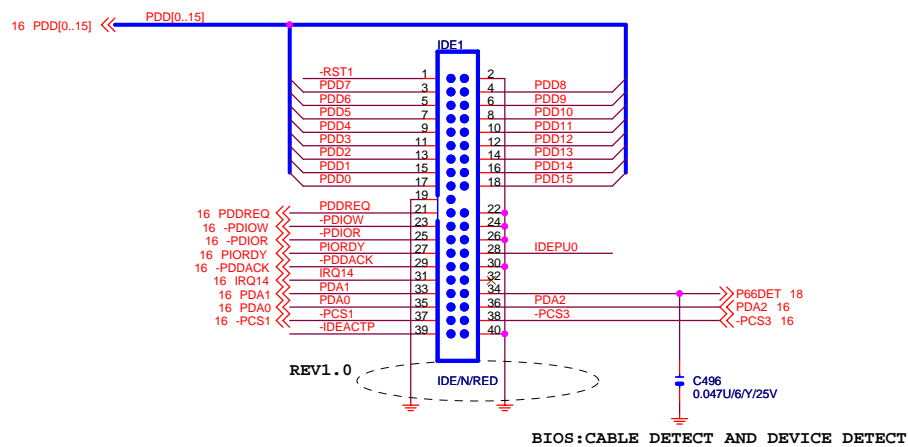 16 PDD[0..15] PDD[0..15]
IDE1
-RST1 1 2
PDD7 3 4 PDD8
PDD6 5 6 PDD9
PDD5 7 8 PDD10
PDD4 9 10 PDD11
PDD3 11 12 PDD12
PDD2 13 14 PDD13
PDD1 15 16 PDD14
PDD0 17 18 PDD15
19
16 PDDREQ PDDREQ 21 22
16 -PDIOW -PDIOW 23 24
16 -PDIOR -PDIOR 25 26
16 PIORDY PIORDY 27 28 IDEPU0
16 -PDDACK -PDDACK 29 30
16 IRQ14 IRQ14 31 32
16 PDA1 PDA1 33 34 P66DET 18
16 PDA0 PDA0 35 36 PDA2 PDA2 16
16 -PCS1 -PCS1 37 38 -PCS3 -PCS3 16
-IDEACTP 39 40
REV1.0
IDE/N/RED
C496
0.047U/6/Y/25V
BIOS:CABLE DETECT AND DEVICE DETECT